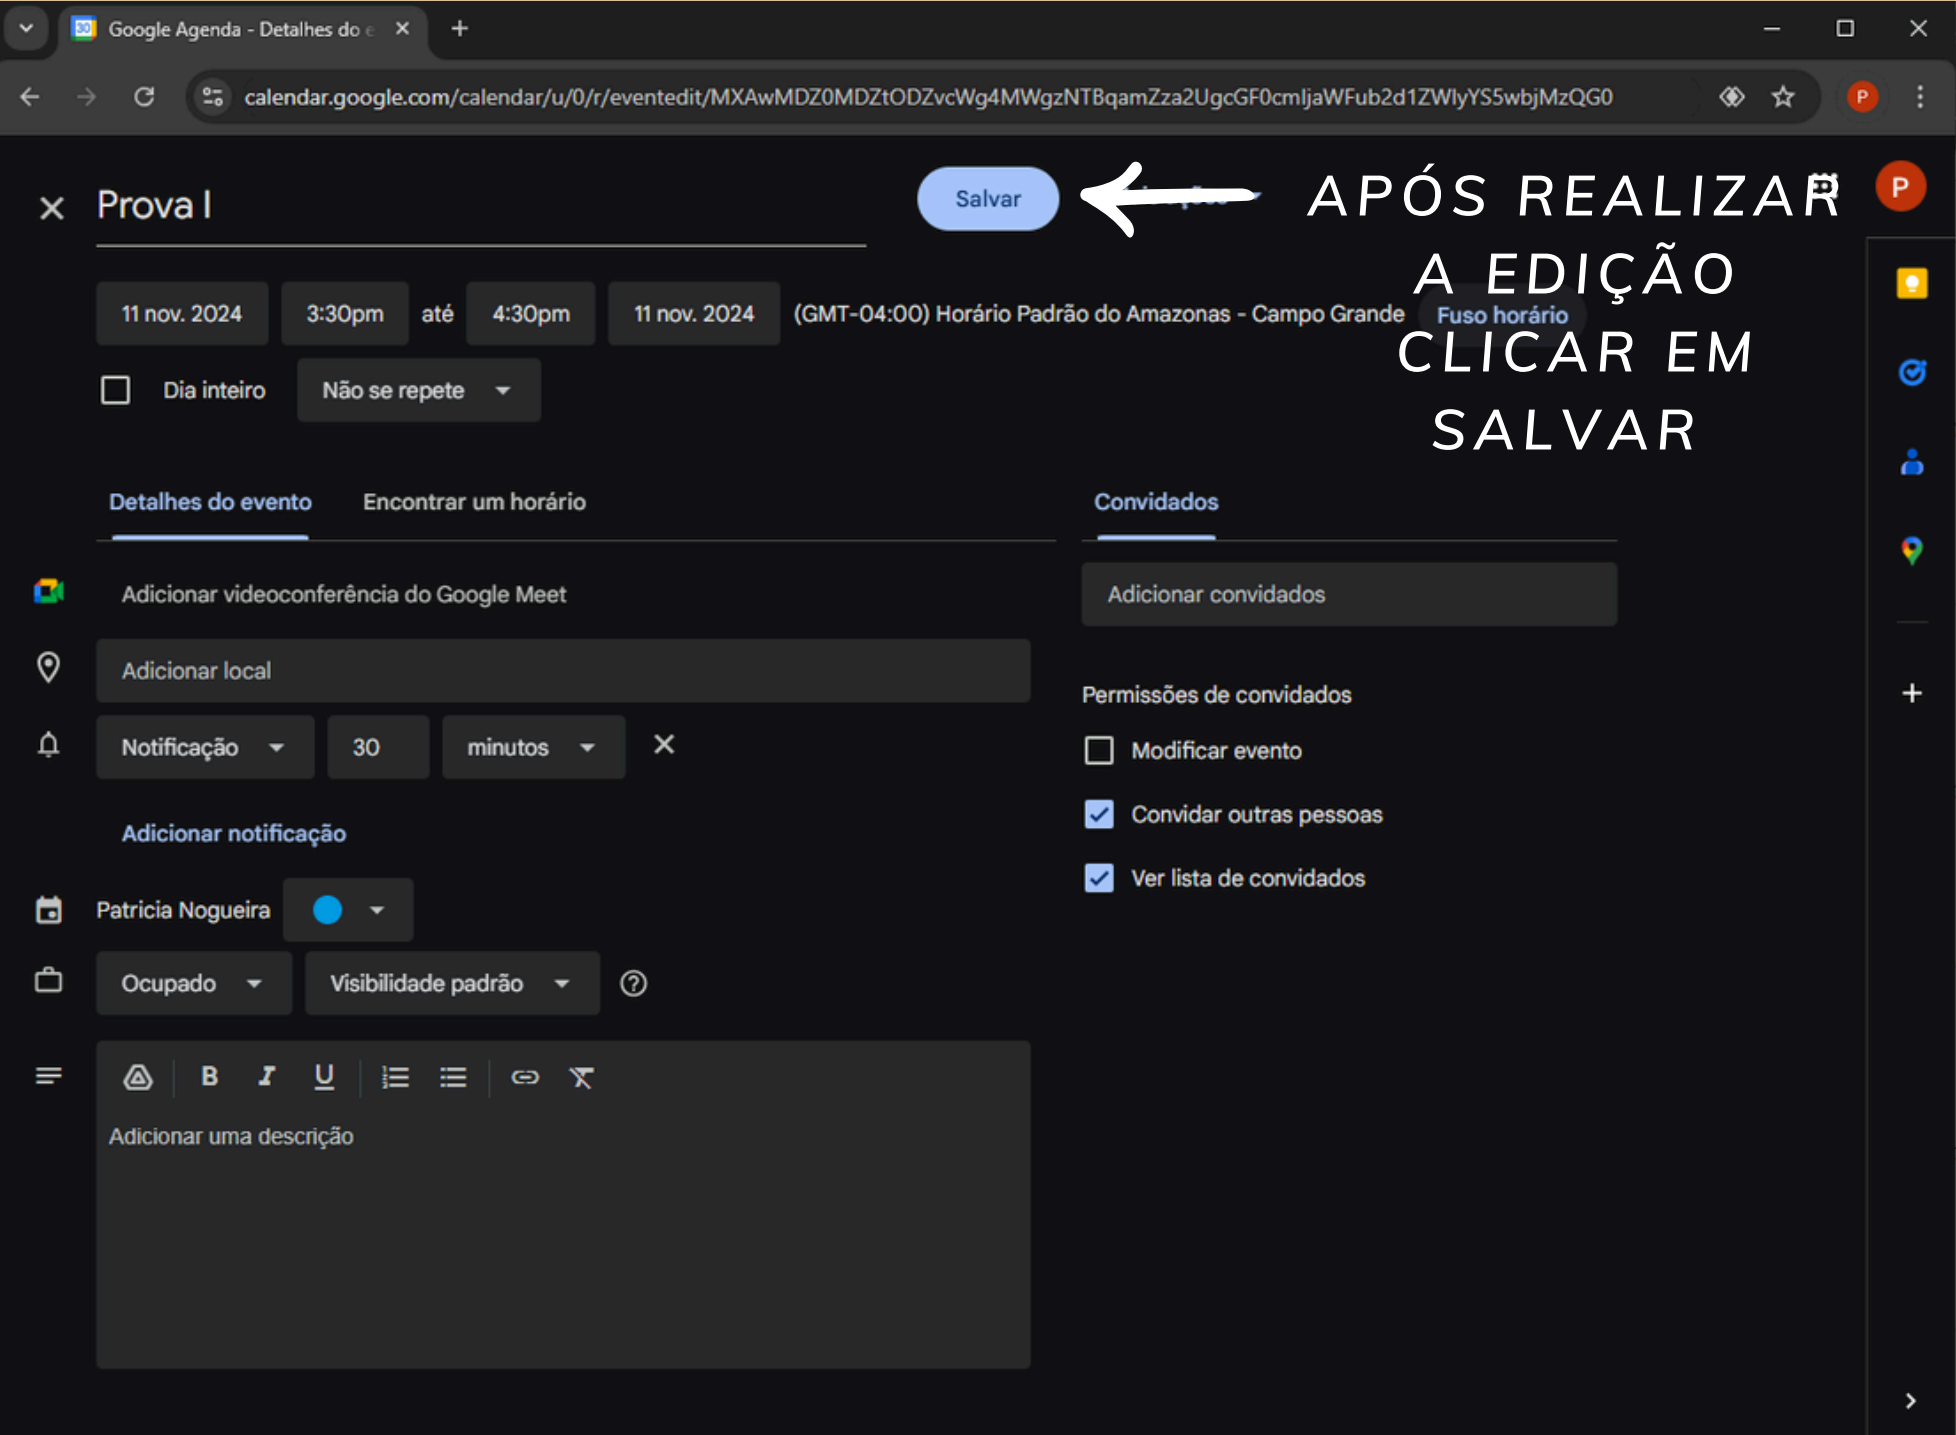 Google Agenda - Detalhes do e
calendar.google.com/calendar/u/0/r/eventedit/MXAwMDZ0MDZtODZvcWg4MWgzNTBqamZza2UgcGF0cmljaWFub2d1ZWlyYS5wbjMzQG0
P
Prova I
Salvar
APÓS REALIZAR
P
A EDIÇÃO
11 nov. 2024 3:30pm até 4:30pm 11 nov. 2024 (GMT-04:00) Horário Padrão do Amazonas - Campo Grande Fuso horário
CLICAR EM
Dia inteiro Não se repete
SALVAR
Detalhes do evento Encontrar um horário Convidados
Adicionar videoconferência do Google Meet
Adicionar convidados
Adicionar local
Permissões de convidados
Notificação 30 minutos
Modificar evento
Convidar outras pessoas
Adicionar notificação
Ver lista de convidados
Patricia Nogueira
Ocupado Visibilidade padrão
B I U
Adicionar uma descrição